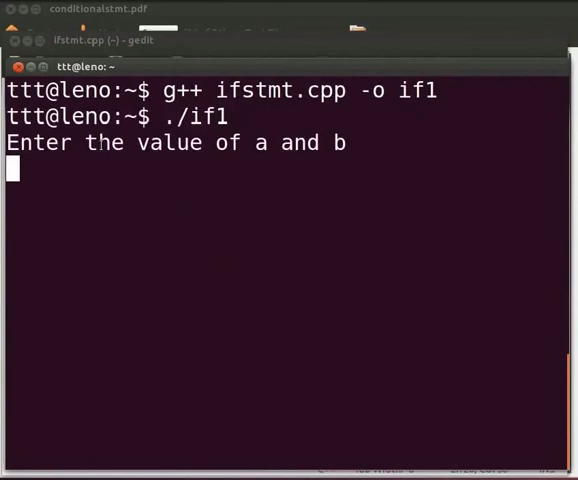 conditionalstmt.pdf
ifstmt.cpp (~) - gedit
ttt@leno: ~
ttt@leno:~$ g++ ifstmt.cpp -o if1
ttt@leno:~$ ./if1
Enter the value of a and b